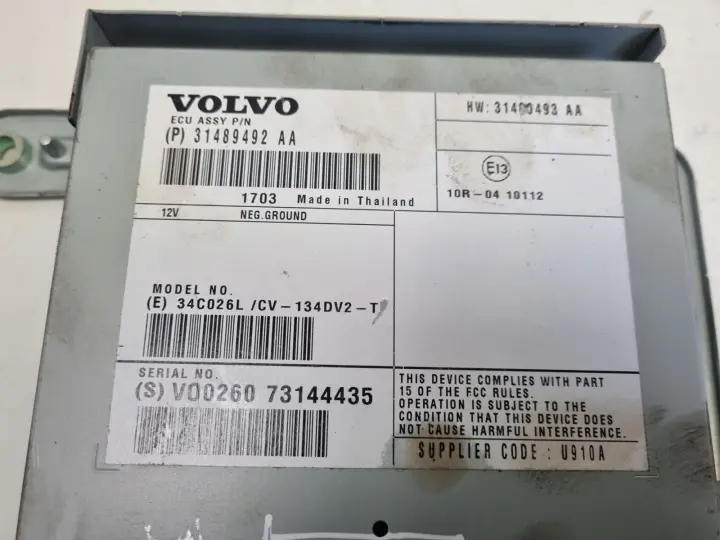 VOLVO
ECU ASSY P/N
(P) 31489492 AA
HW: 31489493 AA
E13
10R-04 10112
1703 Made in Thailand
12V NEG.GROUND
MODEL NO.
(E) 34C026L /CV-134DV2-T
SERIAL NO.
(S) V00260 73144435
THIS DEVICE COMPLIES WITH PART
15 OF THE FCC RULES.
OPERATION IS SUBJECT TO THE
CONDITION THAT THIS DEVICE DOES
NOT CAUSE HARMFUL INTERFERENCE.
SUPPLIER CODE : U910A